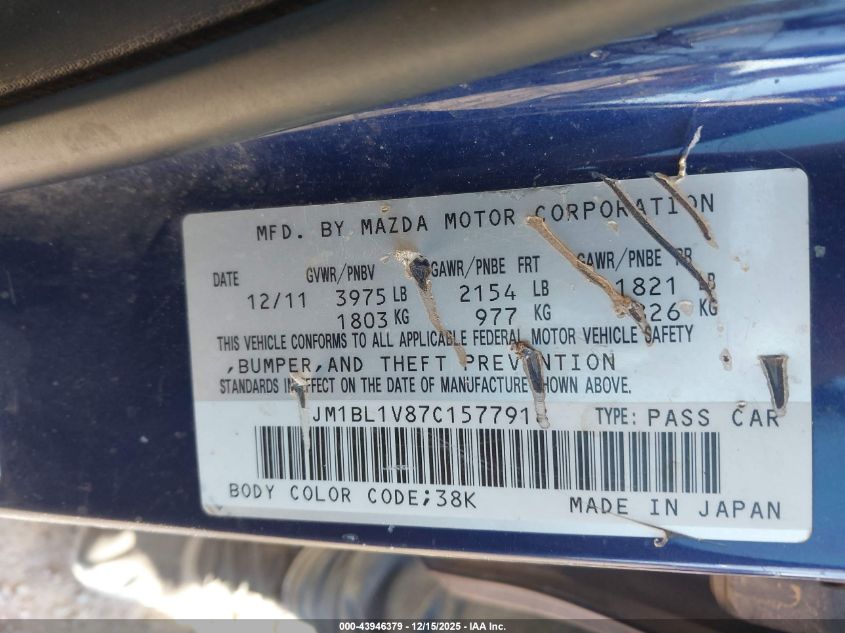 MFD. BY MAZDA MOTOR CORPORATION
DATE GVWR/PNBV GAWR/PNBE FRT GAWR/PNBE RR
12/11 3975 LB 2154 LB 1821 LB
1803 KG 977 KG 826 KG
THIS VEHICLE CONFORMS TO ALL APPLICABLE FEDERAL MOTOR VEHICLE SAFETY
,BUMPER,AND THEFT PREVENTION
STANDARDS IN EFFECT ON THE DATE OF MANUFACTURE SHOWN ABOVE.
JM1BL1V87C157791 TYPE: PASS CAR
BODY COLOR CODE;38K MADE IN JAPAN
000-43946379 - 12/15/2025 - IAA Inc.